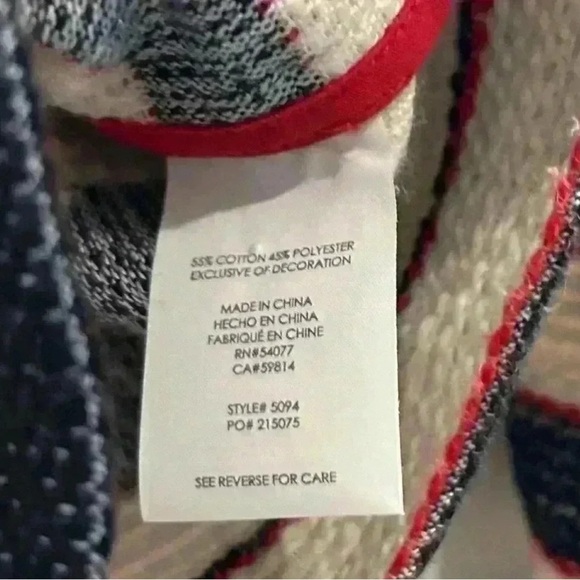 55% COTTON 45% POLYESTER
EXCLUSIVE OF DECORATION
MADE IN CHINA
HECHO EN CHINA
FABRIQUÉ EN CHINE
RN#54077
CA#59814
STYLE# 5094
PO# 215075
SEE REVERSE FOR CARE